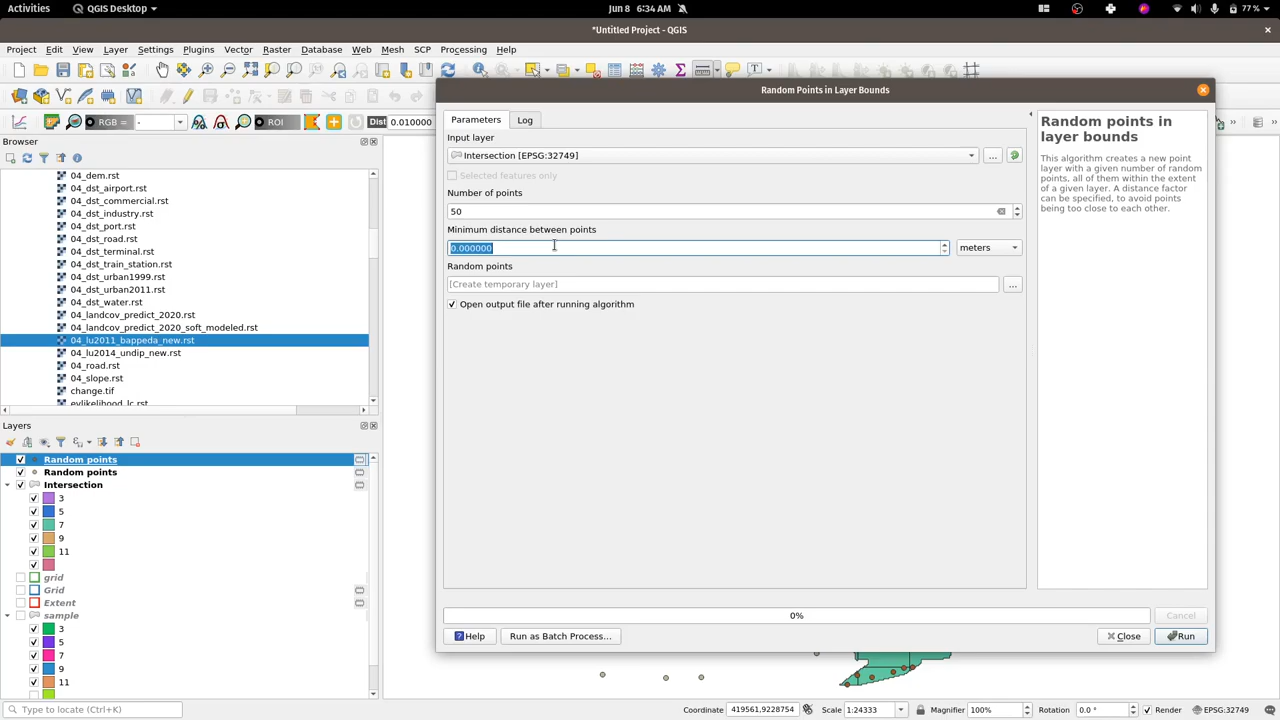 Activities
QGIS Desktop
Jun 8 6:34 AM
77 %
*Untitled Project - QGIS
Project Edit View Layer Settings Plugins Vector Raster Database Web Mesh SCP Processing Help
RGB = - ROI Dist 0.010000
Browser
04_dem.rst
04_dst_airport.rst
04_dst_commercial.rst
04_dst_industry.rst
04_dst_port.rst
04_dst_road.rst
04_dst_terminal.rst
04_dst_train_station.rst
04_dst_urban1999.rst
04_dst_urban2011.rst
04_dst_water.rst
04_landcov_predict_2020.rst
04_landcov_predict_2020_soft_modeled.rst
04_lu2011_bappeda_new.rst
04_lu2014_undip_new.rst
04_road.rst
04_slope.rst
change.tif
evlikelihood_lc.rst
Layers
Random points
Random points
Intersection
3
5
7
9
11
grid
Grid
Extent
sample
3
5
7
9
11
Random Points in Layer Bounds
Parameters Log
Input layer
Intersection [EPSG:32749]
…
Selected features only
Number of points
50
Minimum distance between points
0.000000
meters
Random points
[Create temporary layer]
…
Open output file after running algorithm
0%
Cancel
Help
Run as Batch Process…
Close
Run
Random points in
layer bounds
This algorithm creates a new point
layer with a given number of random
points, all of them within the extent
of a given layer. A distance factor
can be specified, to avoid points
being too close to each other.
Type to locate (Ctrl+K)
Coordinate 419561,9228754
Scale 1:24333
Magnifier 100%
Rotation 0.0 °
Render
EPSG:32749